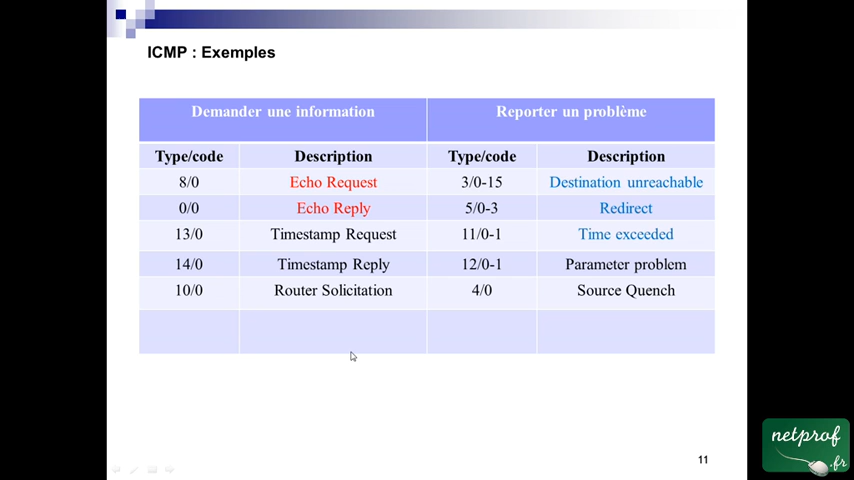 ICMP : Exemples
Demander une information Reporter un problème
Type/code Description Type/code Description
8/0 Echo Request 3/0-15 Destination unreachable
0/0 Echo Reply 5/0-3 Redirect
13/0 Timestamp Request 11/0-1 Time exceeded
14/0 Timestamp Reply 12/0-1 Parameter problem
10/0 Router Solicitation 4/0 Source Quench
11
netprof
.fr